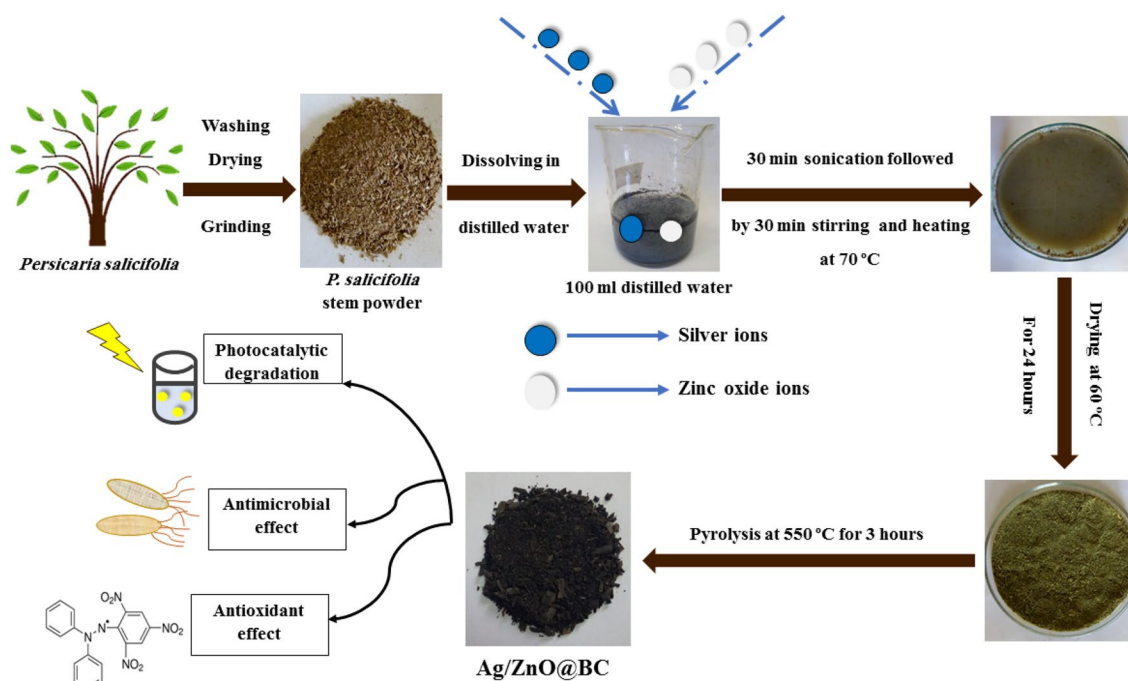 Washing
Drying
Grinding
Persicaria salicifolia
P. salicifolia
stem powder
Dissolving in
distilled water
100 ml distilled water
30 min sonication followed
by 30 min stirring and heating
at 70 ºC
Silver ions
Zinc oxide ions
Drying at 60 ºC
For 24 hours
Pyrolysis at 550 ºC for 3 hours
Ag/ZnO@BC
Photocatalytic
degradation
Antimicrobial
effect
Antioxidant
effect
O₂N
NO₂
N
N•
NO₂